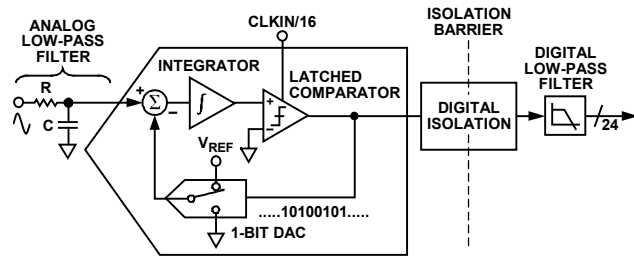 CLKIN/16
ISOLATION
BARRIER
ANALOG
LOW-PASS
FILTER
INTEGRATOR
LATCHED
COMPARATOR
DIGITAL
LOW-PASS
FILTER
R
+
Σ
–
∫
+
–
DIGITAL
ISOLATION
24
C
VREF
.....10100101.....
1-BIT DAC